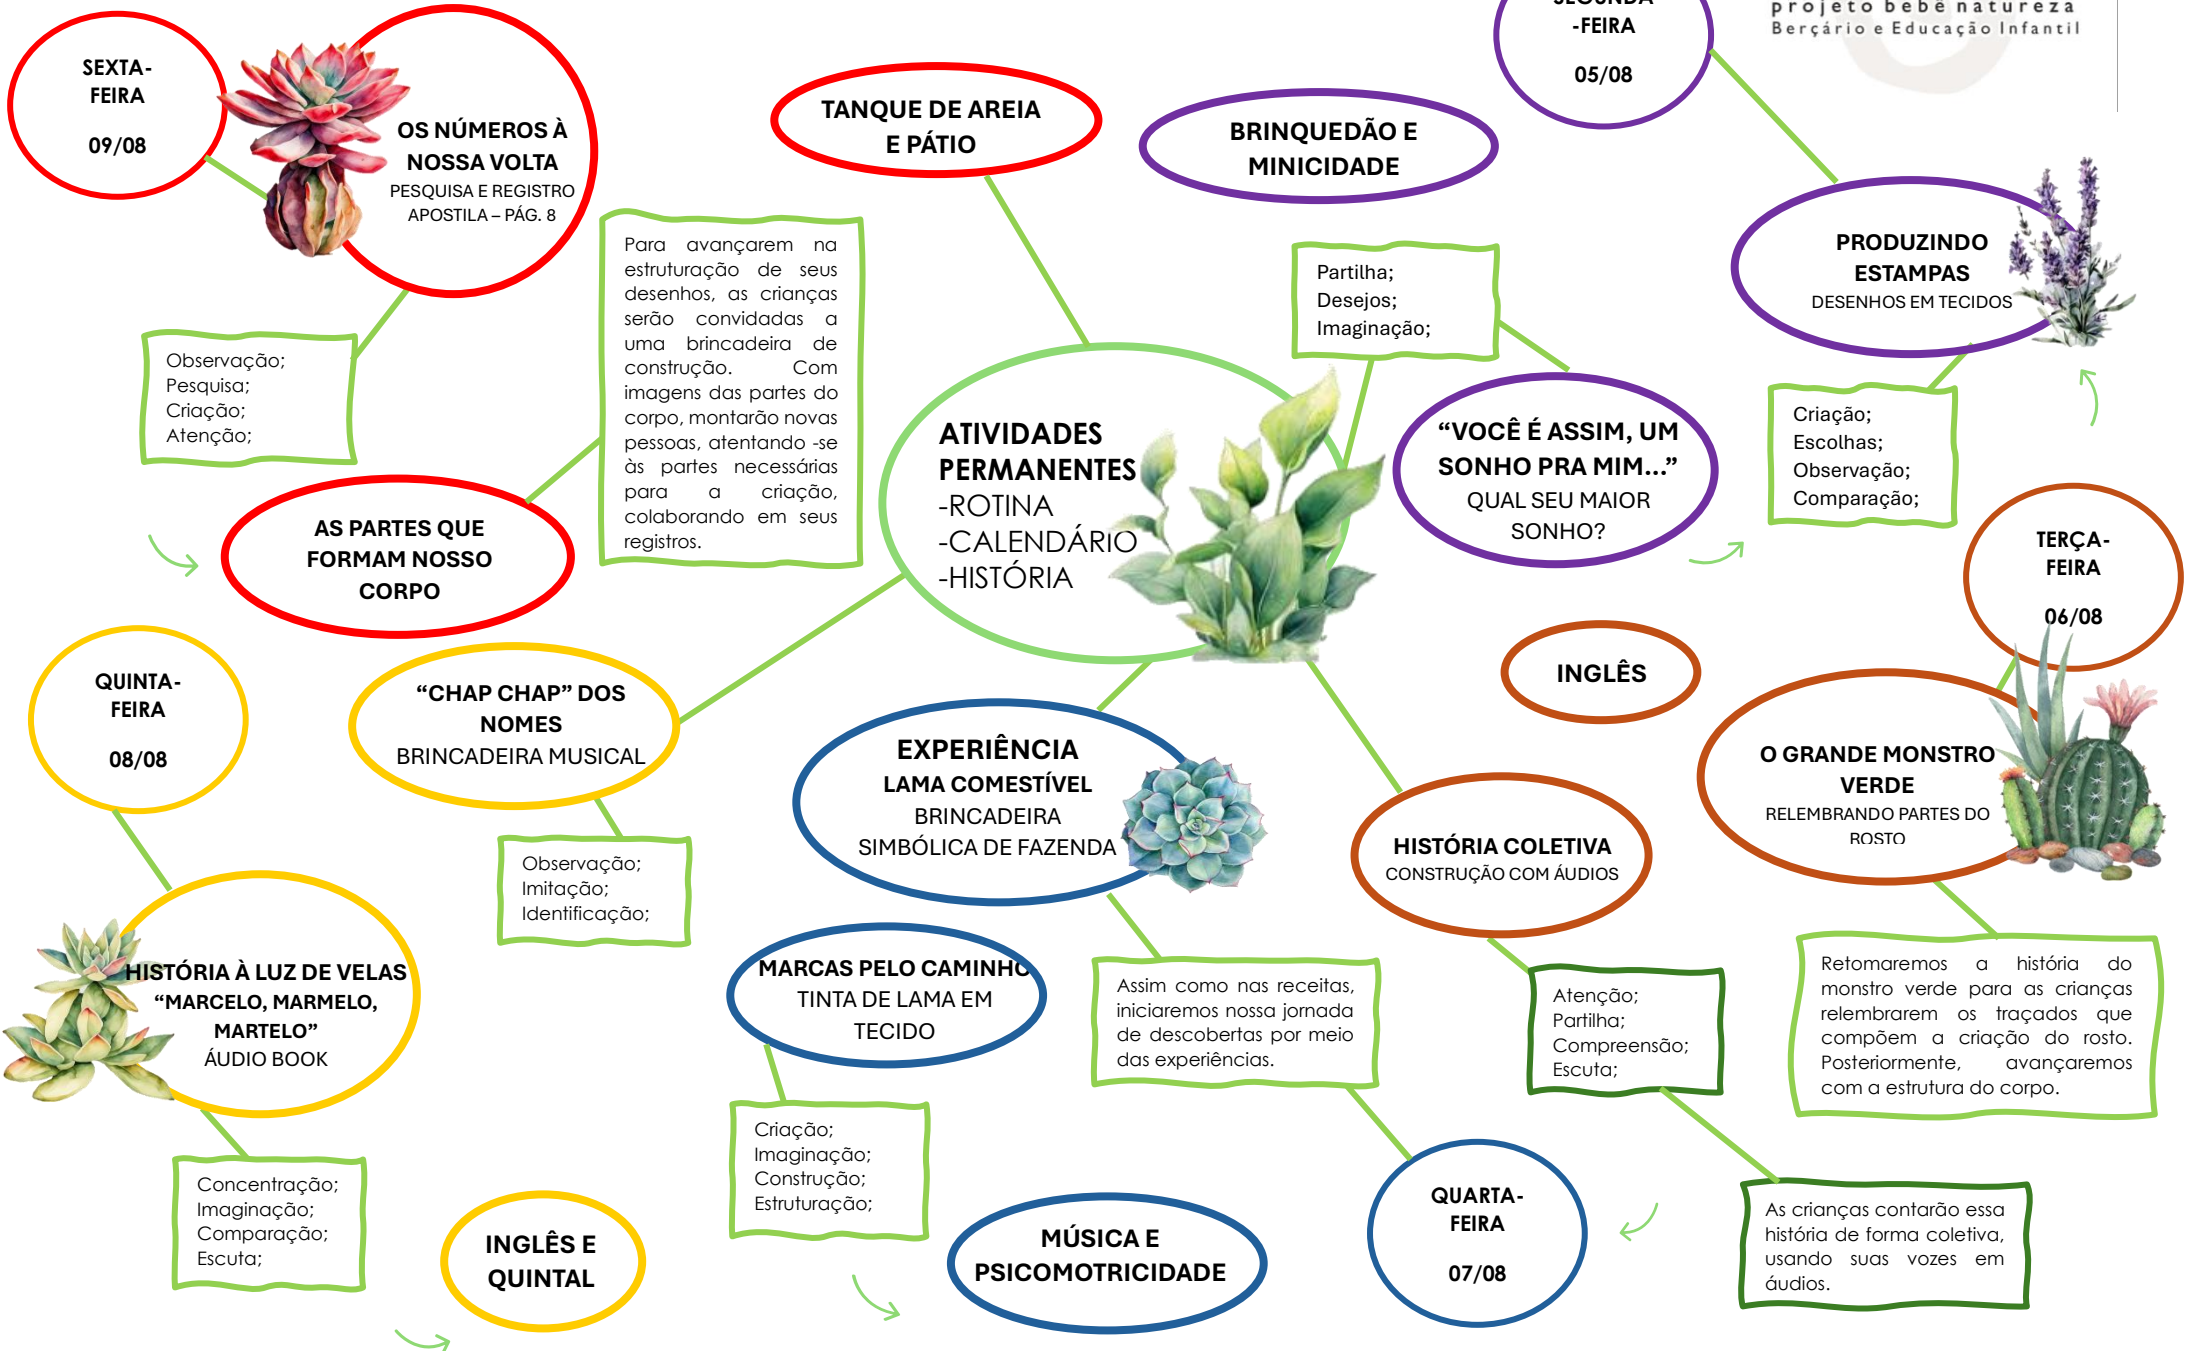 SEGUNDA
-FEIRA
05/08
projeto bebê natureza
Berçário e Educação Infantil
SEXTA-
FEIRA
09/08
OS NÚMEROS À
NOSSA VOLTA
PESQUISA E REGISTRO
APOSTILA – PÁG. 8
TANQUE DE AREIA
E PÁTIO
BRINQUEDÃO E
MINICIDADE
PRODUZINDO
ESTAMPAS
DESENHOS EM TECIDOS
Observação;
Pesquisa;
Criação;
Atenção;
Para avançarem na
estruturação de seus
desenhos, as crianças
serão convidadas a
uma brincadeira de
construção. Com
imagens das partes do
corpo, montarão novas
pessoas, atentando -se
às partes necessárias
para a criação,
colaborando em seus
registros.
Partilha;
Desejos;
Imaginação;
Criação;
Escolhas;
Observação;
Comparação;
ATIVIDADES
PERMANENTES
-ROTINA
-CALENDÁRIO
-HISTÓRIA
“VOCÊ É ASSIM, UM
SONHO PRA MIM...”
QUAL SEU MAIOR
SONHO?
AS PARTES QUE
FORMAM NOSSO
CORPO
TERÇA-
FEIRA
06/08
QUINTA-
FEIRA
08/08
“CHAP CHAP” DOS
NOMES
BRINCADEIRA MUSICAL
EXPERIÊNCIA
LAMA COMESTÍVEL
BRINCADEIRA
SIMBÓLICA DE FAZENDA
INGLÊS
O GRANDE MONSTRO
VERDE
RELEMBRANDO PARTES DO
ROSTO
HISTÓRIA COLETIVA
CONSTRUÇÃO COM ÁUDIOS
Observação;
Imitação;
Identificação;
HISTÓRIA À LUZ DE VELAS
“MARCELO, MARMELO,
MARTELO”
ÁUDIO BOOK
MARCAS PELO CAMINHO
TINTA DE LAMA EM
TECIDO
Assim como nas receitas,
iniciaremos nossa jornada
de descobertas por meio
das experiências.
Atenção;
Partilha;
Compreensão;
Escuta;
Retomaremos a história do
monstro verde para as crianças
relembrarem os traçados que
compõem a criação do rosto.
Posteriormente, avançaremos
com a estrutura do corpo.
Concentração;
Imaginação;
Comparação;
Escuta;
Criação;
Imaginação;
Construção;
Estruturação;
INGLÊS E
QUINTAL
MÚSICA E
PSICOMOTRICIDADE
QUARTA-
FEIRA
07/08
As crianças contarão essa
história de forma coletiva,
usando suas vozes em
áudios.